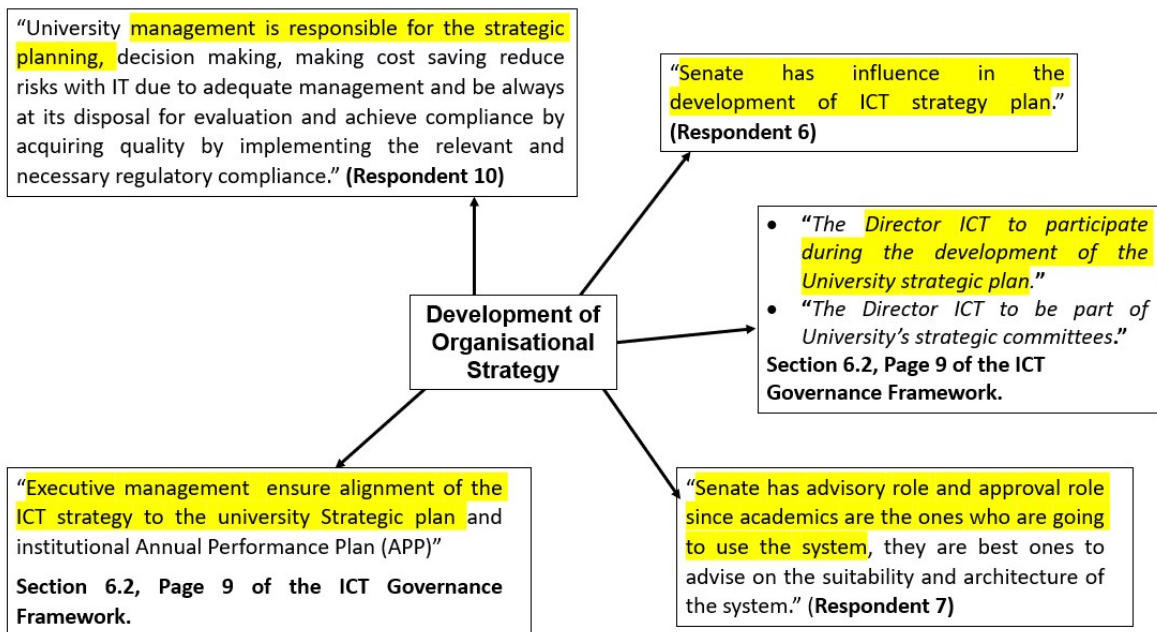 “University management is responsible for the strategic
planning, decision making, making cost saving reduce
risks with IT due to adequate management and be always
at its disposal for evaluation and achieve compliance by
acquiring quality by implementing the relevant and
necessary regulatory compliance.” (Respondent 10)
“Senate has influence in the
development of ICT strategy plan.”
(Respondent 6)
• “The Director ICT to participate
during the development of the
University strategic plan.”
• “The Director ICT to be part of
University’s strategic committees.”
Section 6.2, Page 9 of the ICT
Governance Framework.
Development of
Organisational
Strategy
“Executive management ensure alignment of the
ICT strategy to the university Strategic plan and
institutional Annual Performance Plan (APP)”
Section 6.2, Page 9 of the ICT Governance
Framework.
“Senate has advisory role and approval role
since academics are the ones who are going
to use the system, they are best ones to
advise on the suitability and architecture of
the system.” (Respondent 7)